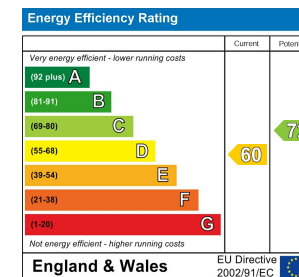 Energy Efficiency Rating
Current
Very energy efficient - lower running costs
(92 plus) A
(81-91) B
(69-80) C
(55-68) D
60
(39-54) E
(21-38) F
(1-20) G
Not energy efficient - higher running costs
England & Wales
EU Directive
2002/91/EC